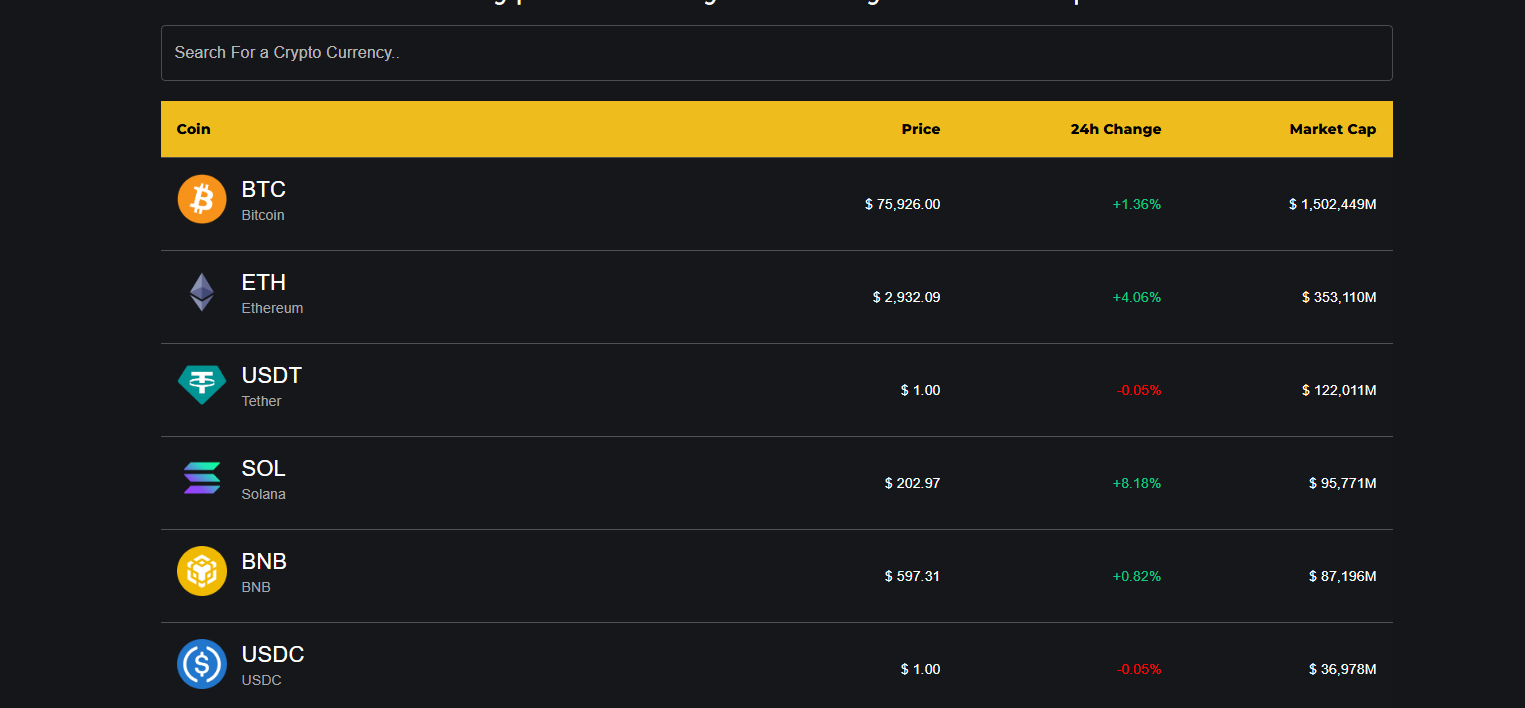 Search For a Crypto Currency..
Coin Price 24h Change Market Cap
BTC
Bitcoin
$ 75,926.00 +1.36% $ 1,502,449M
ETH
Ethereum
$ 2,932.09 +4.06% $ 353,110M
USDT
Tether
$ 1.00 -0.05% $ 122,011M
SOL
Solana
$ 202.97 +8.18% $ 95,771M
BNB
BNB
$ 597.31 +0.82% $ 87,196M
USDC
USDC
$ 1.00 -0.05% $ 36,978M